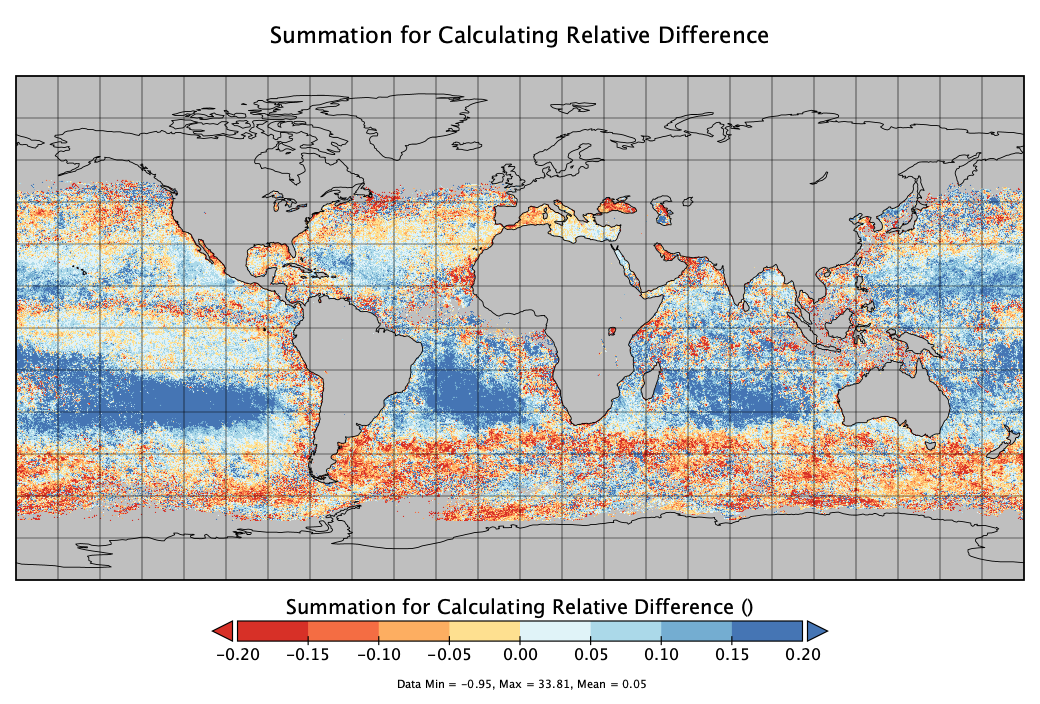 Summation for Calculating Relative Difference
Summation for Calculating Relative Difference ()
-0.20 -0.15 -0.10 -0.05 0.00 0.05 0.10 0.15 0.20
Data Min = -0.95, Max = 33.81, Mean = 0.05